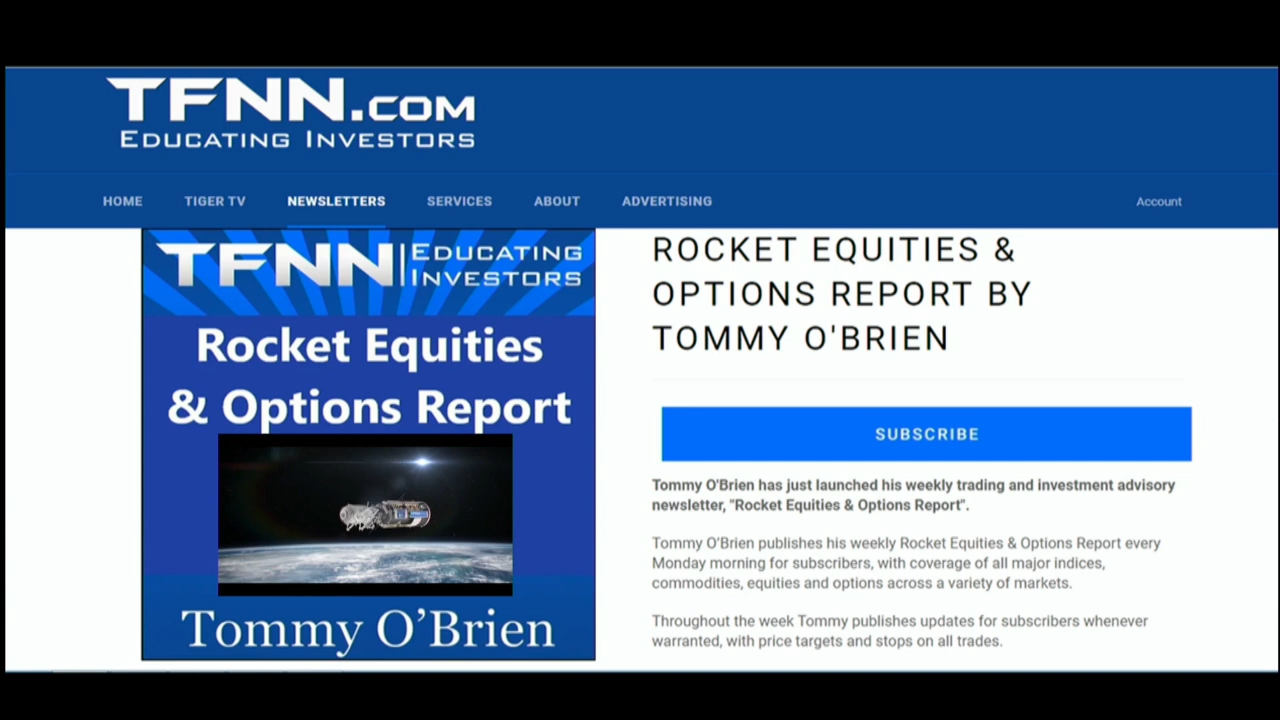 TFNN.COM
EDUCATING INVESTORS
HOME TIGER TV NEWSLETTERS SERVICES ABOUT ADVERTISING Account
TFNN | EDUCATING
INVESTORS
Rocket Equities
& Options Report
Tommy O’Brien
ROCKET EQUITIES &
OPTIONS REPORT BY
TOMMY O'BRIEN
SUBSCRIBE
Tommy O'Brien has just launched his weekly trading and investment advisory
newsletter, "Rocket Equities & Options Report".
Tommy O’Brien publishes his weekly Rocket Equities & Options Report every
Monday morning for subscribers, with coverage of all major indices,
commodities, equities and options across a variety of markets.
Throughout the week Tommy publishes updates for subscribers whenever
warranted, with price targets and stops on all trades.